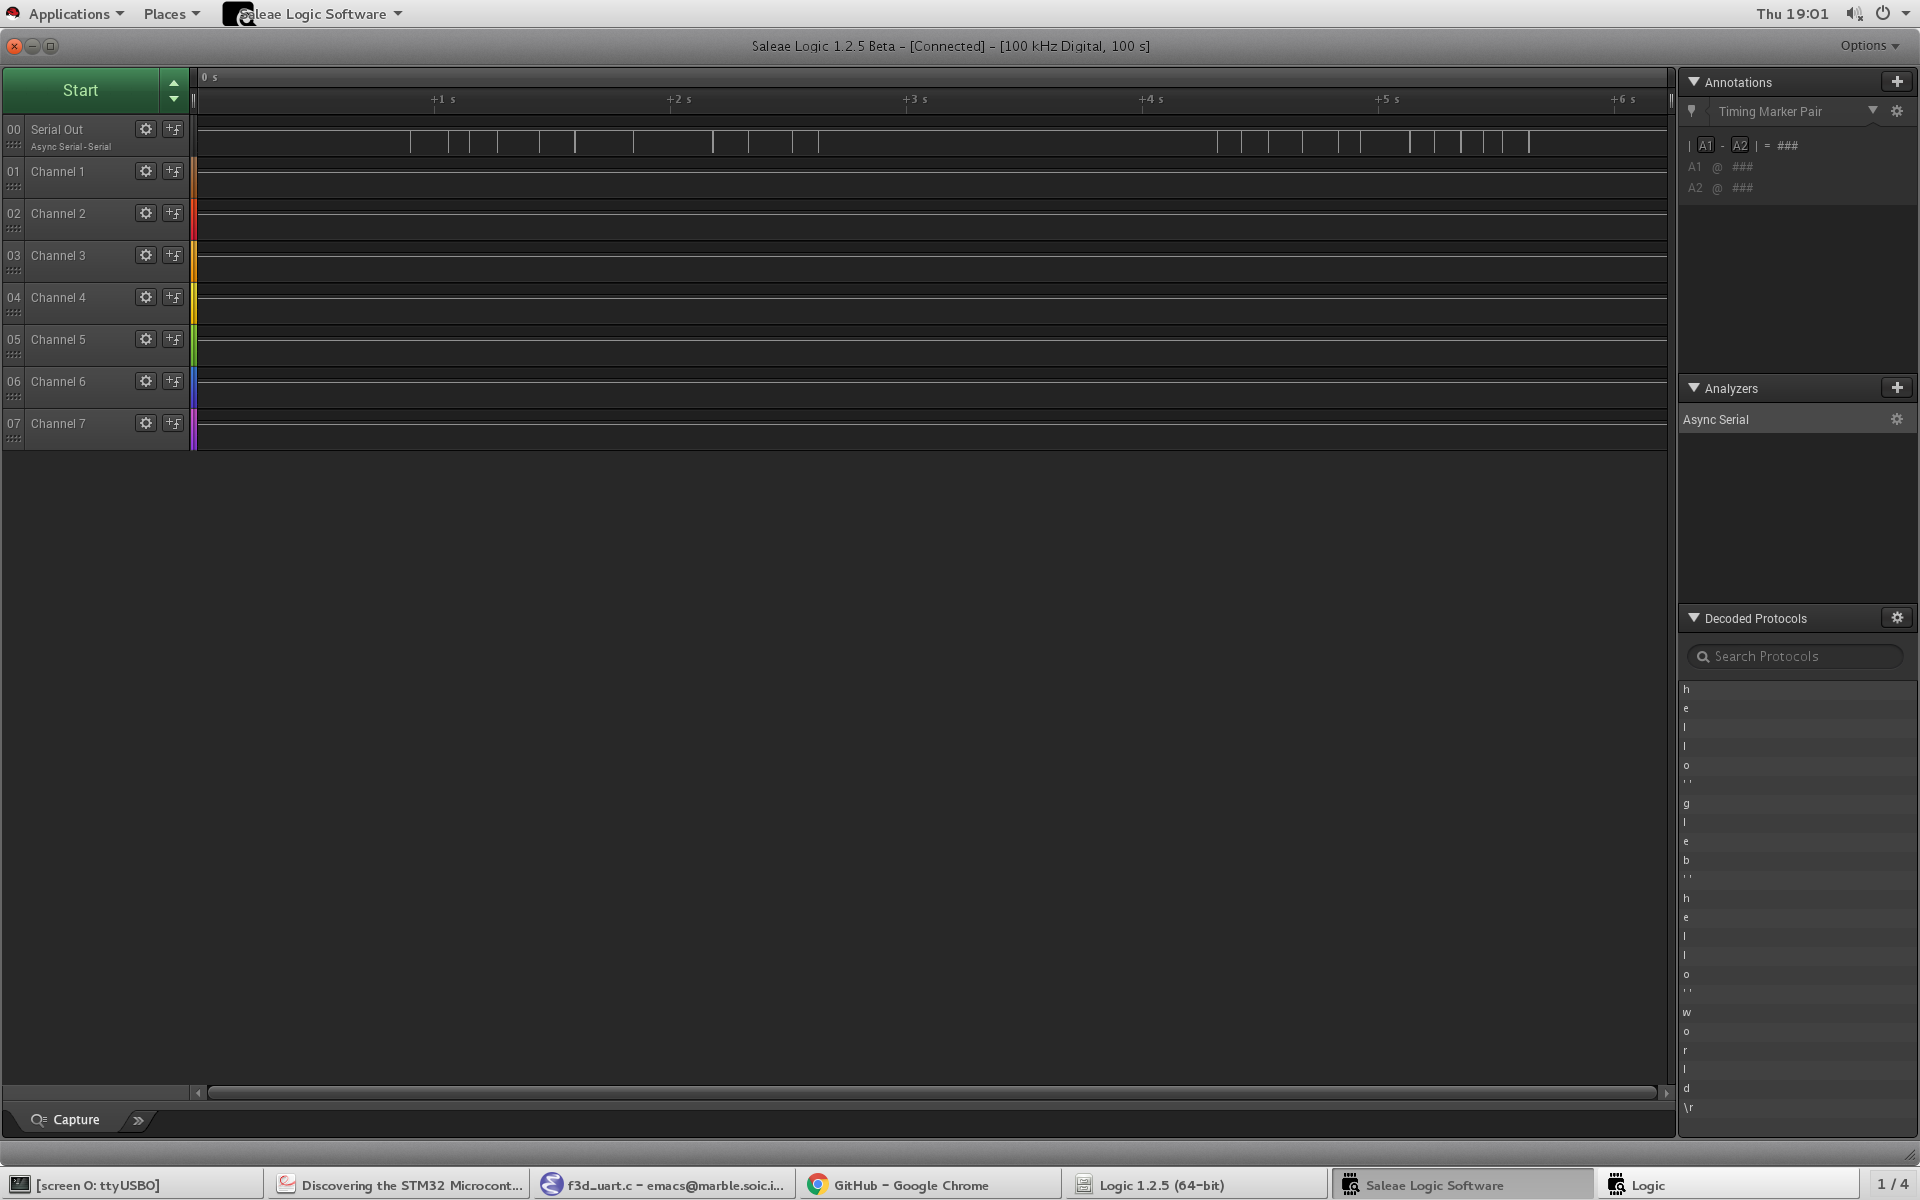 Applications Places Saleae Logic Software Thu 19:01
Saleae Logic 1.2.5 Beta - [Connected] - [100 kHz Digital, 100 s] Options
Start
0 s
+1 s +2 s +3 s +4 s +5 s +6 s
00 Serial Out
Async Serial - Serial
01 Channel 1
02 Channel 2
03 Channel 3
04 Channel 4
05 Channel 5
06 Channel 6
07 Channel 7
Annotations
Timing Marker Pair
| A1 - A2 | = ###
A1 @ ###
A2 @ ###
Analyzers
Async Serial
Decoded Protocols
Search Protocols
h
e
l
l
o
' '
g
l
e
b
' '
h
e
l
l
o
' '
w
o
r
l
d
\r
Capture
[screen 0: ttyUSB0] Discovering the STM32 Microcont... f3d_uart.c - emacs@marble.soic.i... GitHub - Google Chrome Logic 1.2.5 (64-bit) Saleae Logic Software Logic 1 / 4